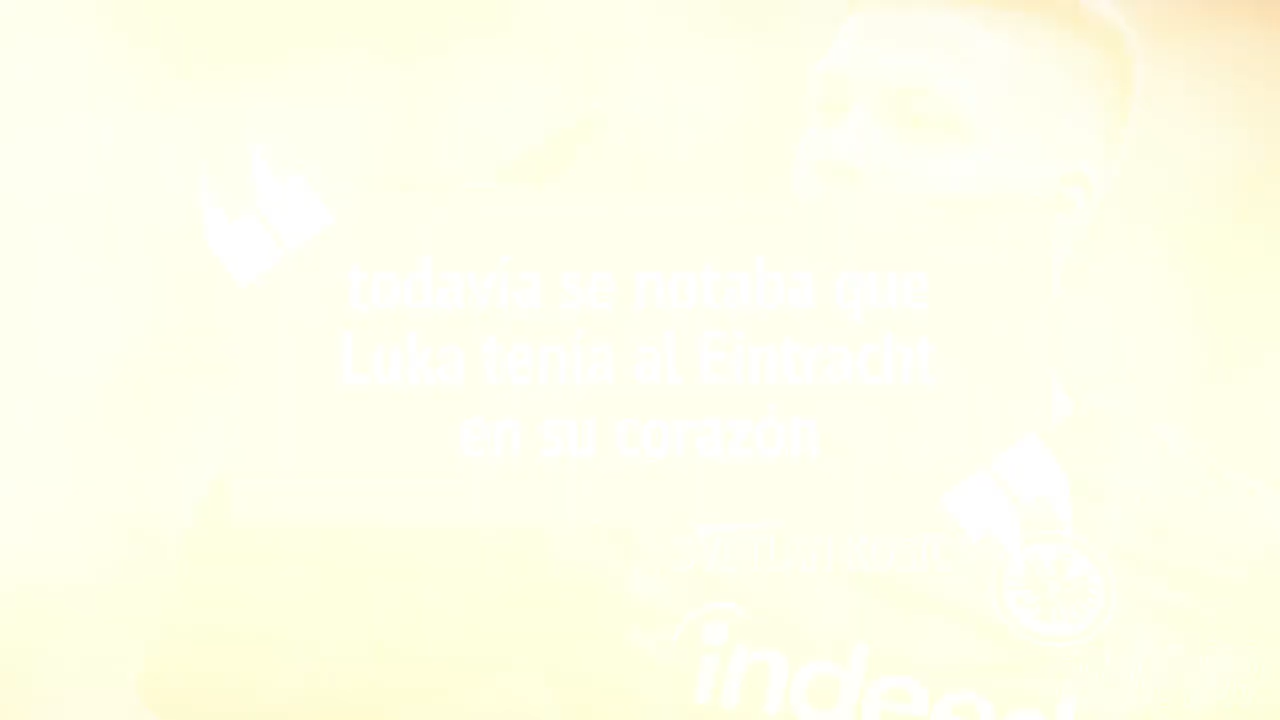 todavía se notaba que
Luka tenía al Eintracht
en su corazón